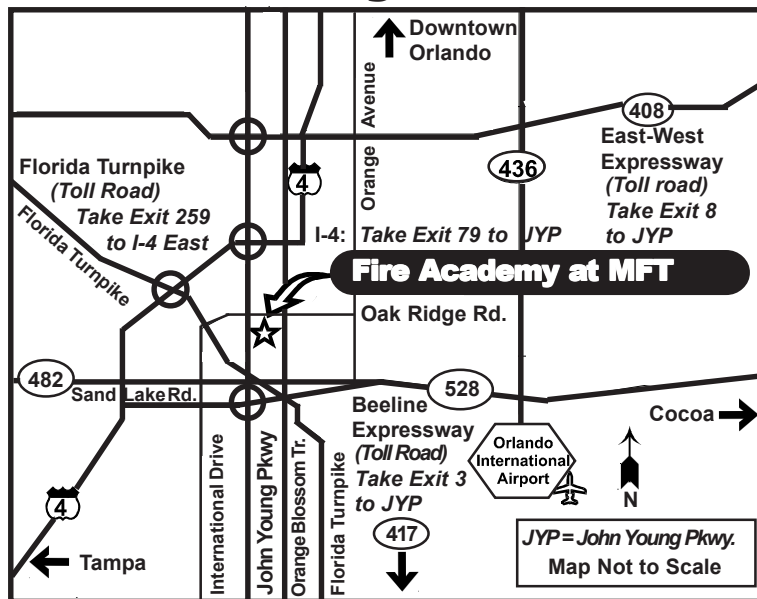 Downtown
Orlando
Orange Avenue
408
East-West
Expressway
(Toll road)
Take Exit 8
to JYP
436
Florida Turnpike
(Toll Road)
Take Exit 259
to I-4 East
4
Florida Turnpike
I-4: Take Exit 79 to JYP
Fire Academy at MFT
Oak Ridge Rd.
482
Sand Lake Rd.
528
Beeline
Expressway
(Toll Road)
Take Exit 3
to JYP
Cocoa
Orlando
International
Airport
N
4
Tampa
International Drive
John Young Pkwy
Orange Blossom Tr.
Florida Turnpike
417
JYP = John Young Pkwy.
Map Not to Scale